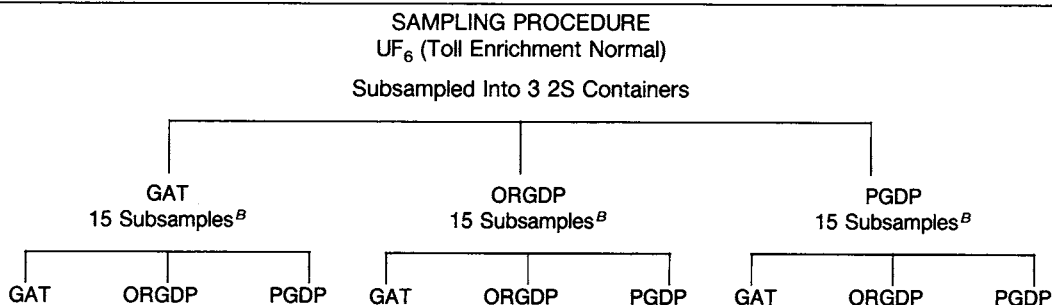 SAMPLING PROCEDURE
UF₆ (Toll Enrichment Normal)
Subsampled Into 3 2S Containers
GAT ORGDP PGDP
15 Subsamplesᴮ 15 Subsamplesᴮ 15 Subsamplesᴮ
GAT ORGDP PGDP GAT ORGDP PGDP GAT ORGDP PGDP